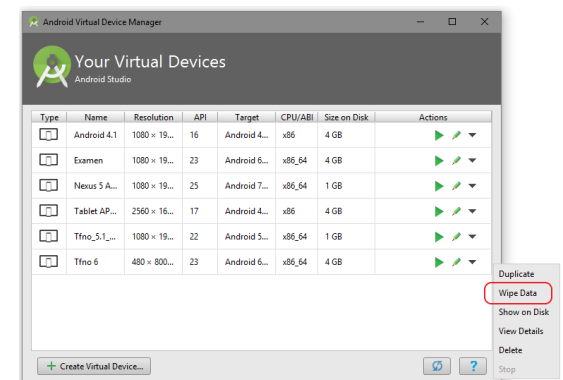 Android Virtual Device Manager
Your Virtual Devices
Android Studio
Type Name Resolution API Target CPU/ABI Size on Disk Actions
Android 4.1 1080 × 19... 16 Android 4... x86 4 GB
Examen 1080 × 19... 23 Android 6... x86_64 4 GB
Nexus 5 A... 1080 × 19... 25 Android 7... x86_64 1 GB
Tablet AP... 2560 × 16... 17 Android 4... x86 4 GB
Tfno_5.1_... 1080 × 19... 22 Android 5... x86_64 1 GB
Tfno 6 480 × 800... 23 Android 6... x86_64 4 GB
Duplicate
Wipe Data
Show on Disk
View Details
Delete
Stop
+ Create Virtual Device...
?